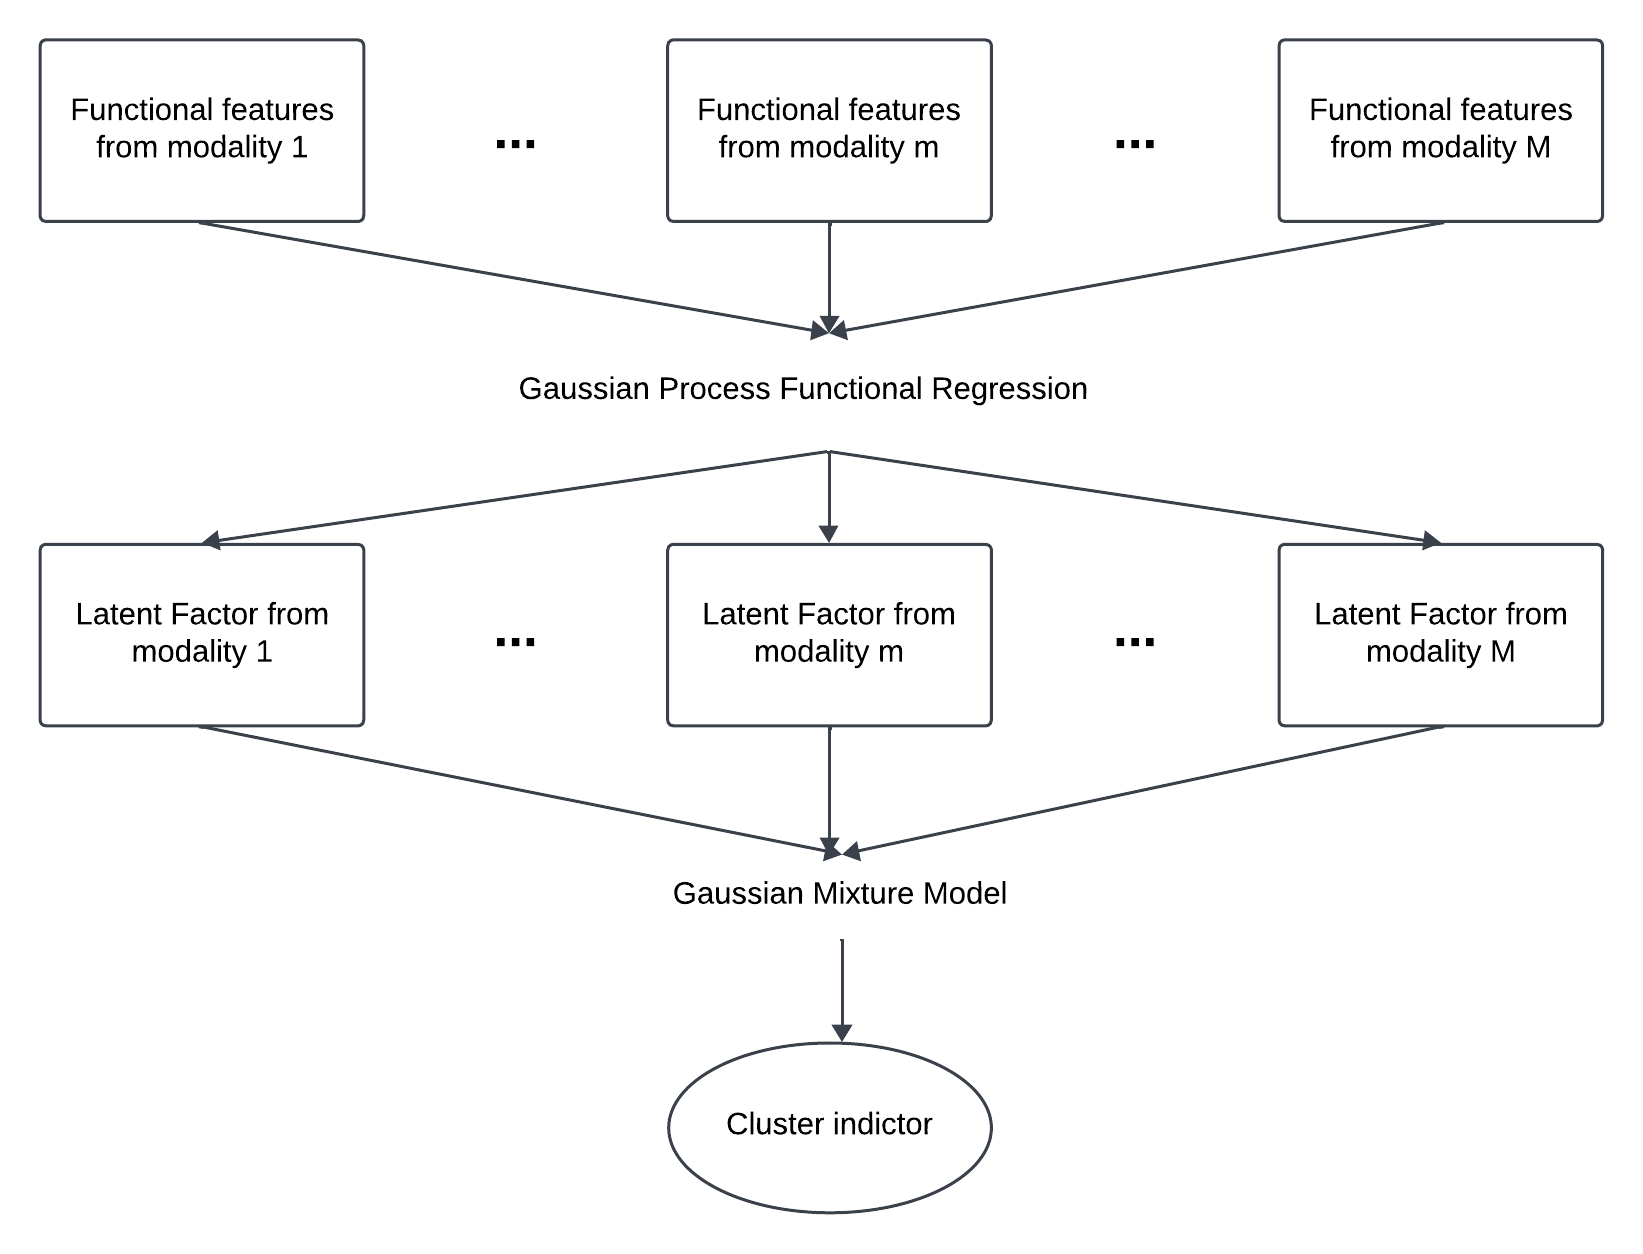 Functional features
from modality 1
...
Functional features
from modality m
...
Functional features
from modality M
Gaussian Process Functional Regression
Latent Factor from
modality 1
...
Latent Factor from
modality m
...
Latent Factor from
modality M
Gaussian Mixture Model
Cluster indictor